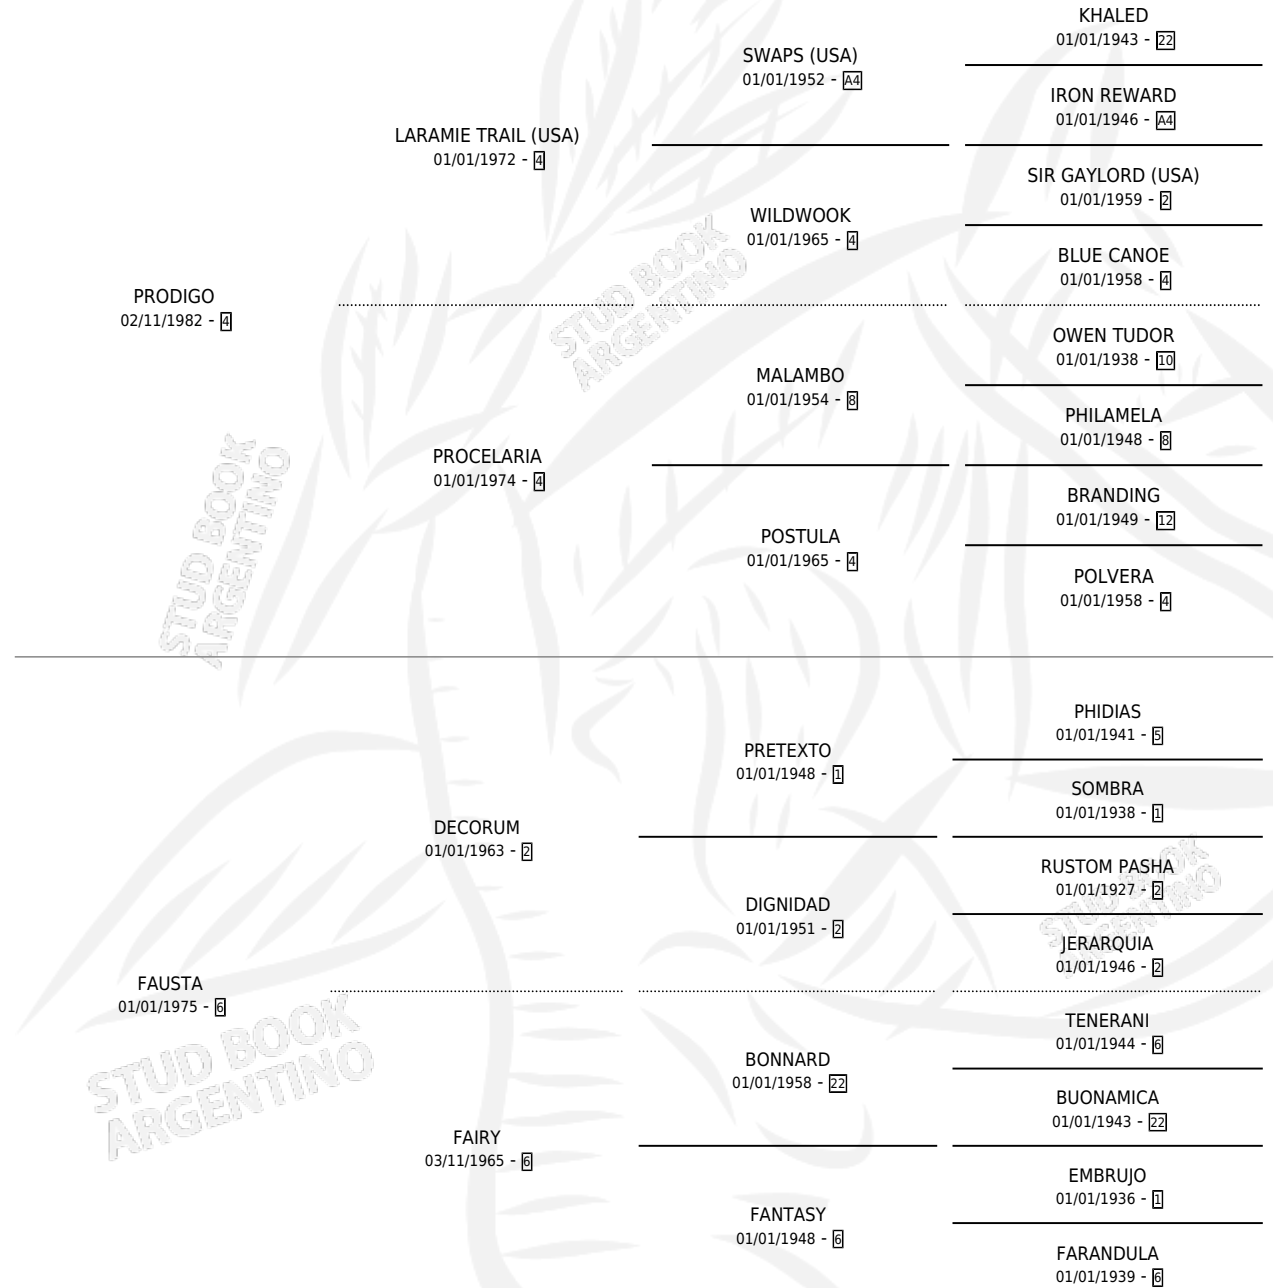 KHALED
01/01/1943 - 22
SWAPS (USA)
01/01/1952 - A4
IRON REWARD
01/01/1946 - A4
LARAMIE TRAIL (USA)
01/01/1972 - 4
SIR GAYLORD (USA)
01/01/1959 - 2
WILDWOOK
01/01/1965 - 4
BLUE CANOE
01/01/1958 - 4
PRODIGO
02/11/1982 - 4
STUD BOOK
ARGENTINO
OWEN TUDOR
01/01/1938 - 10
MALAMBO
01/01/1954 - 8
PHILAMELA
01/01/1948 - 8
PROCELARIA
01/01/1974 - 4
BRANDING
01/01/1949 - 12
POSTULA
01/01/1965 - 4
POLVERA
01/01/1958 - 4
STUD BOOK
ARGENTINO
PHIDIAS
01/01/1941 - 5
PRETEXTO
01/01/1948 - 1
SOMBRA
01/01/1938 - 1
DECORUM
01/01/1963 - 2
RUSTOM PASHA
01/01/1927 - 2
DIGNIDAD
01/01/1951 - 2
JERARQUIA
01/01/1946 - 2
STUD BOOK
ARGENTINO
FAUSTA
01/01/1975 - 6
TENERANI
01/01/1944 - 6
BONNARD
01/01/1958 - 22
BUONAMICA
01/01/1943 - 22
STUD BOOK
ARGENTINO
FAIRY
03/11/1965 - 6
EMBRUJO
01/01/1936 - 1
FANTASY
01/01/1948 - 6
FARANDULA
01/01/1939 - 6